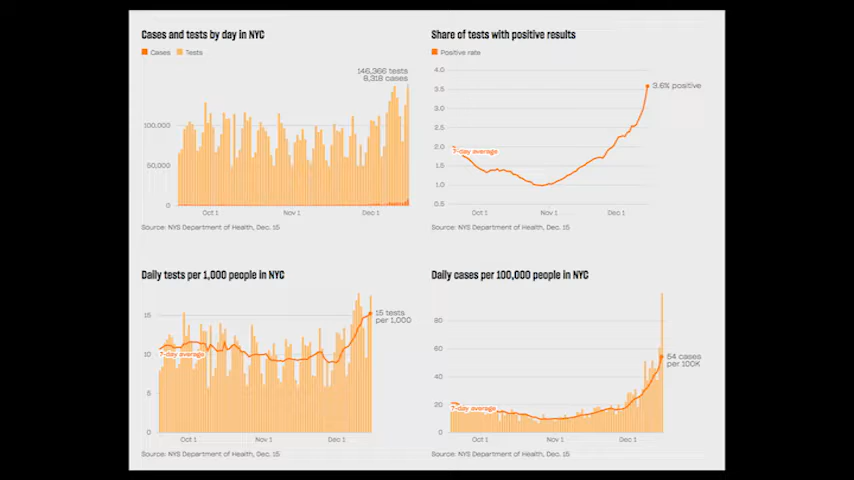 Cases and tests by day in NYC
Cases Tests
146,366 tests
8,318 cases
100,000
50,000
0
Oct 1 Nov 1 Dec 1
Source: NYS Department of Health, Dec. 15
Share of tests with positive results
Positive rate
4.0
3.5
3.0
2.5
2.0
1.5
1.0
0.5
3.6% positive
7-day average
Oct 1 Nov 1 Dec 1
Source: NYS Department of Health, Dec. 15
Daily tests per 1,000 people in NYC
15
10
5
0
15 tests
per 1,000
7-day average
Oct 1 Nov 1 Dec 1
Source: NYS Department of Health, Dec. 15
Daily cases per 100,000 people in NYC
80
60
40
20
0
54 cases
per 100K
7-day average
Oct 1 Nov 1 Dec 1
Source: NYS Department of Health, Dec. 15